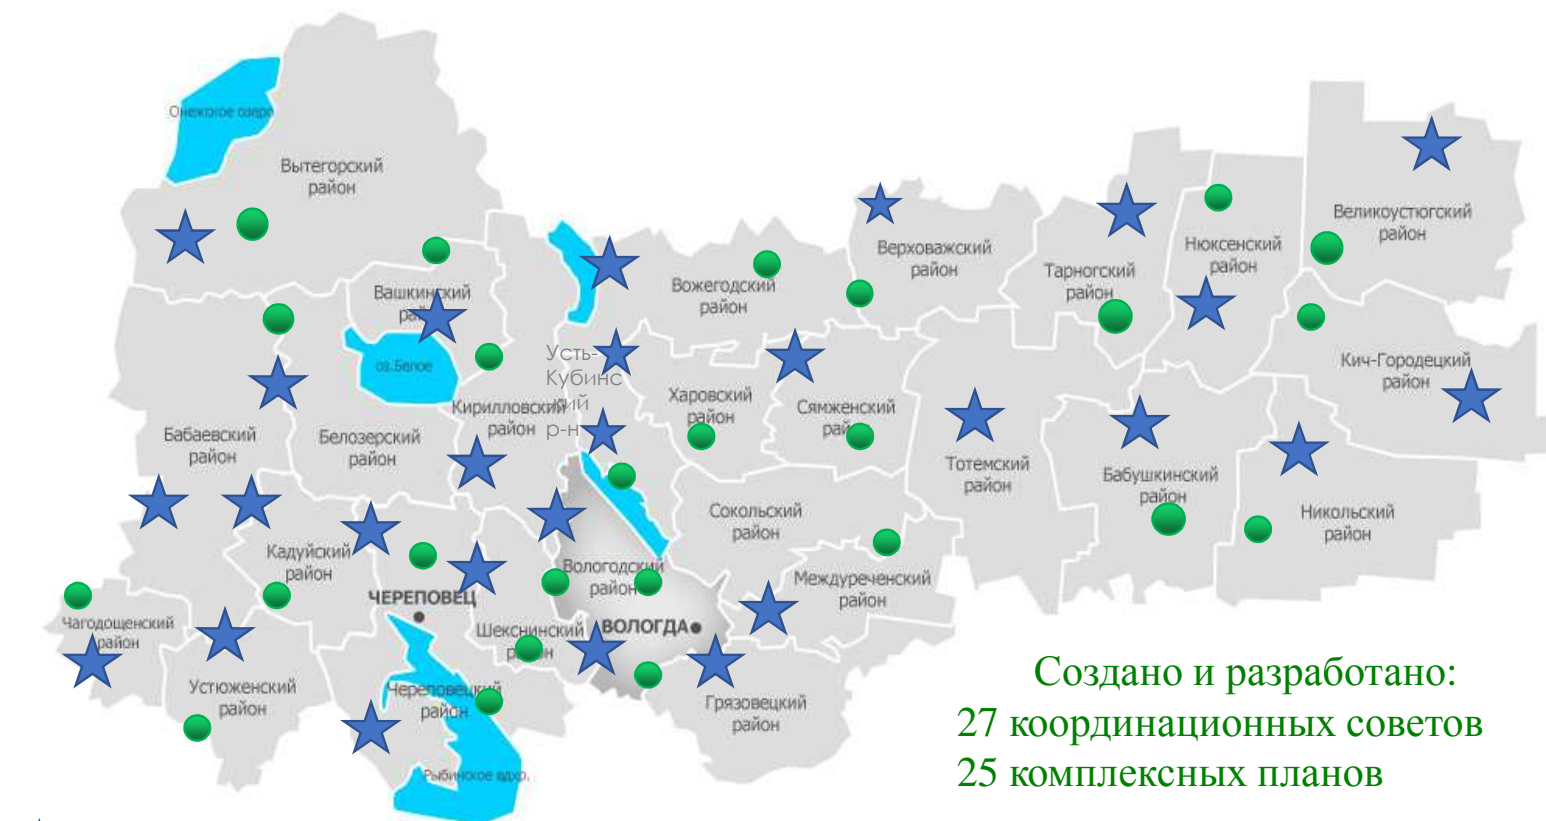 Онежское озеро
Вытегорский
район
Великоустюгский
район
Верховажский
район
Нюксенский
район
Тарногский
район
Вожегодский
район
Вашкинский
район
оз.Белое
Усть-
Кубинс
кий
р-н
Кирилловский
район
Харовский
район
Сямженский
район
Кич-Городецкий
район
Бабаевский
район
Белозерский
район
Тотемский
район
Бабушкинский
район
Никольский
район
Сокольский
район
Кадуйский
район
Вологодский
район
Междуреченский
район
ЧЕРЕПОВЕЦ
Чагодощенский
район
Шекснинский
район
ВОЛОГДА
Устюженский
район
Череповецкий
район
Грязовецкий
район
Рыбинское вдхр.
Создано и разработано:
27 координационных советов
25 комплексных планов